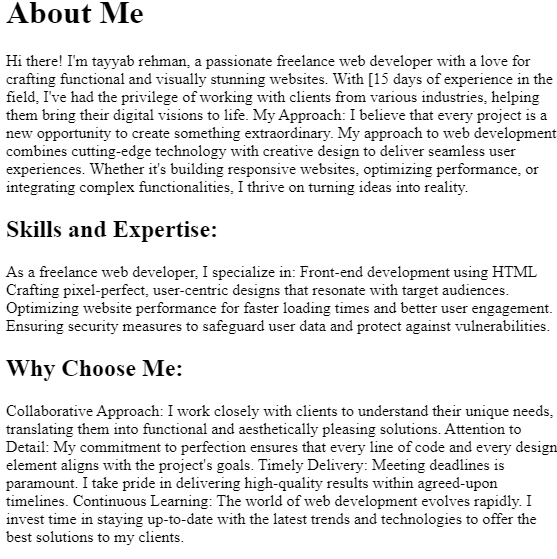 About Me
Hi there! I'm tayyab rehman, a passionate freelance web developer with a love for
crafting functional and visually stunning websites. With [15 days of experience in the
field, I've had the privilege of working with clients from various industries, helping
them bring their digital visions to life. My Approach: I believe that every project is a
new opportunity to create something extraordinary. My approach to web development
combines cutting-edge technology with creative design to deliver seamless user
experiences. Whether it's building responsive websites, optimizing performance, or
integrating complex functionalities, I thrive on turning ideas into reality.
Skills and Expertise:
As a freelance web developer, I specialize in: Front-end development using HTML
Crafting pixel-perfect, user-centric designs that resonate with target audiences.
Optimizing website performance for faster loading times and better user engagement.
Ensuring security measures to safeguard user data and protect against vulnerabilities.
Why Choose Me:
Collaborative Approach: I work closely with clients to understand their unique needs,
translating them into functional and aesthetically pleasing solutions. Attention to
Detail: My commitment to perfection ensures that every line of code and every design
element aligns with the project's goals. Timely Delivery: Meeting deadlines is
paramount. I take pride in delivering high-quality results within agreed-upon
timelines. Continuous Learning: The world of web development evolves rapidly. I
invest time in staying up-to-date with the latest trends and technologies to offer the
best solutions to my clients.